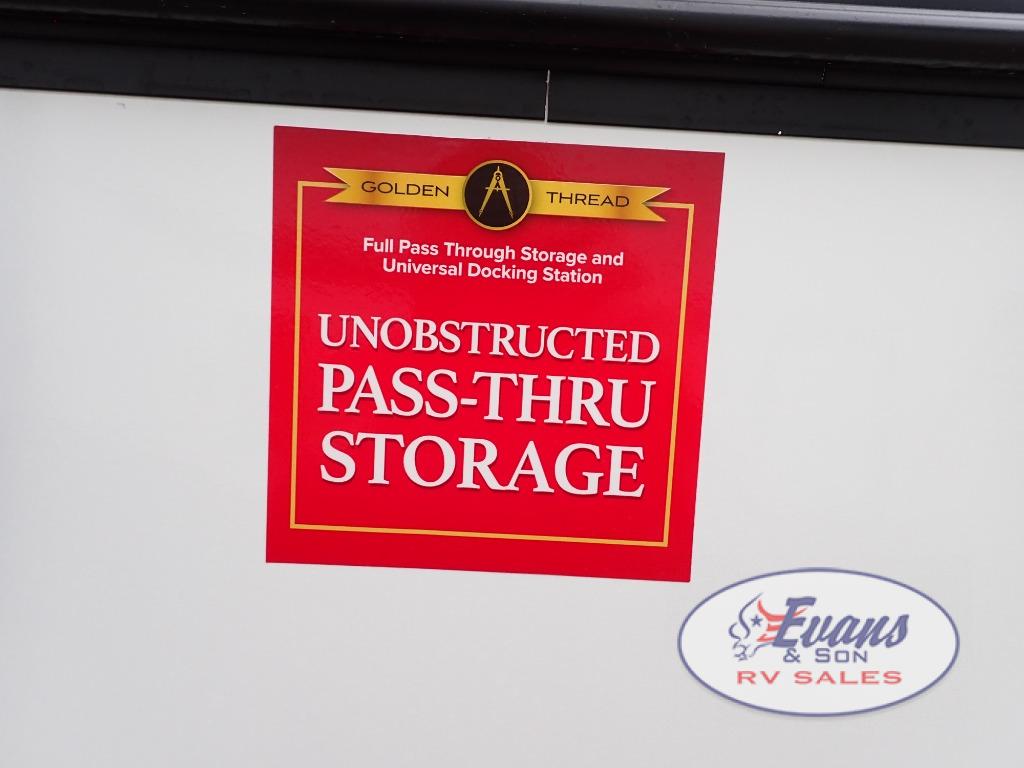 GOLDEN THREAD
Full Pass Through Storage and
Universal Docking Station
UNOBSTRUCTED
PASS-THRU
STORAGE
Evans
& SON
RV SALES